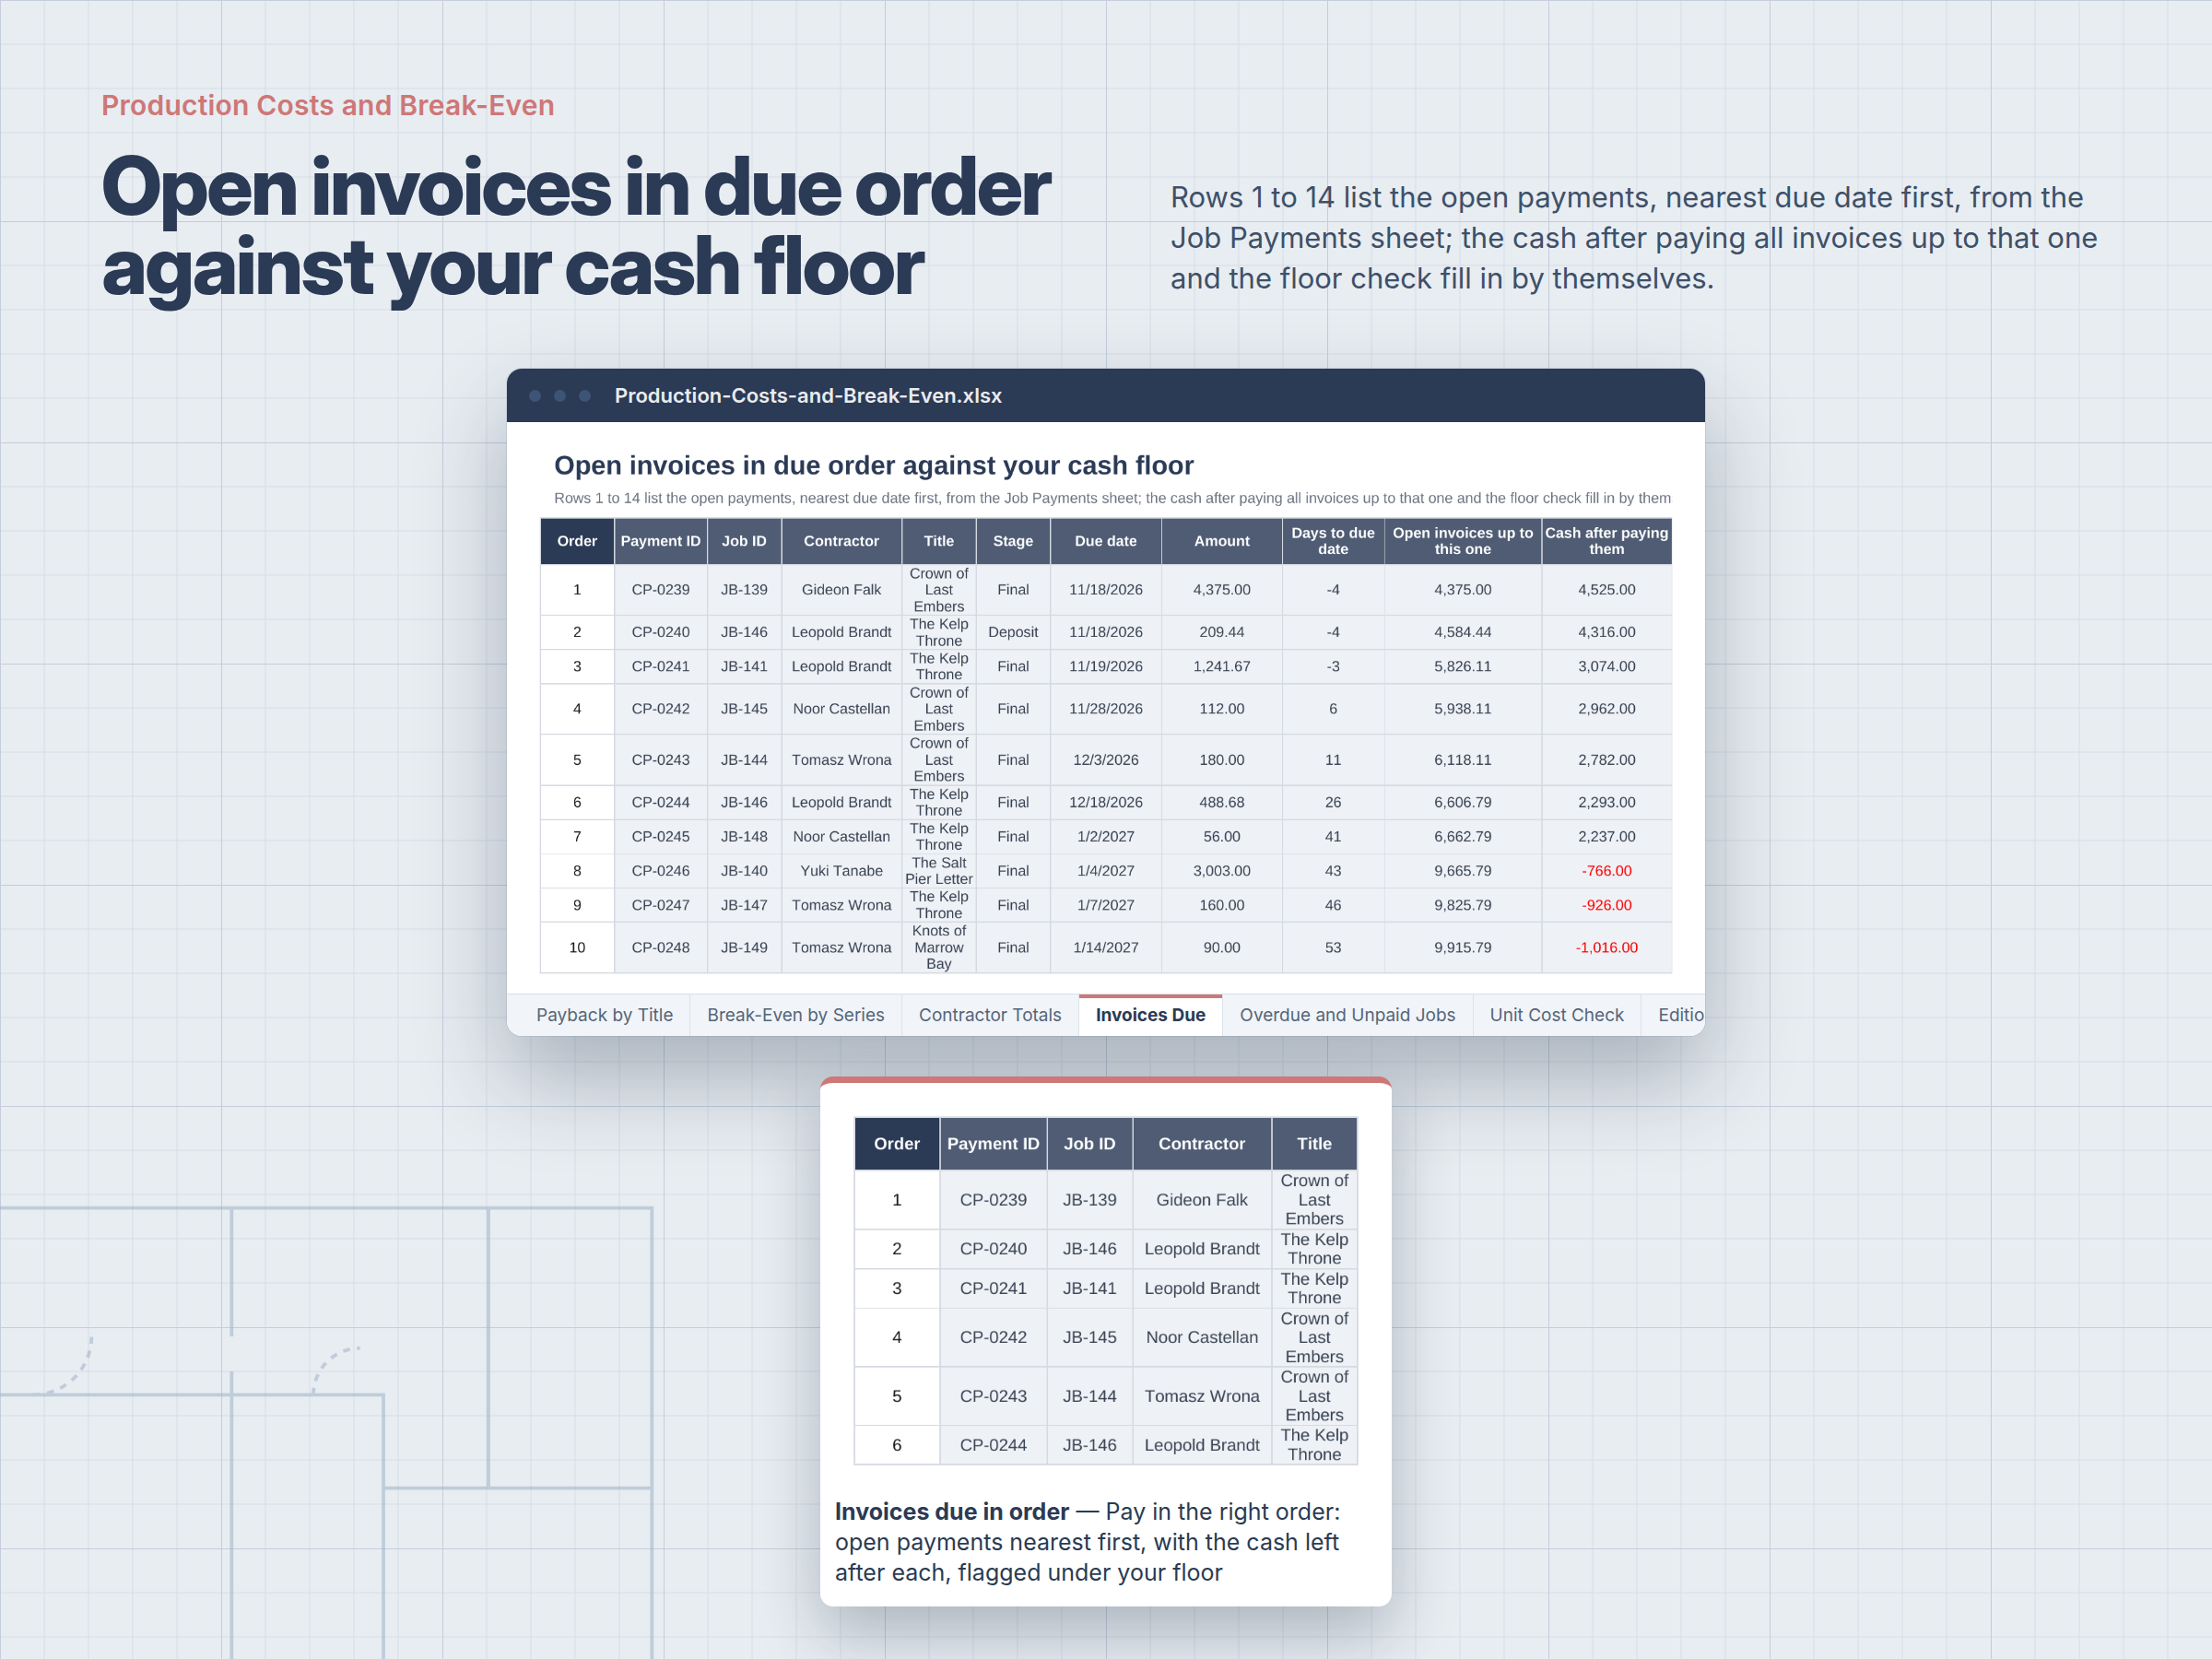 Production Costs and Break-Even
Open invoices in due order
against your cash floor
Rows 1 to 14 list the open payments, nearest due date first, from the
Job Payments sheet; the cash after paying all invoices up to that one
and the floor check fill in by themselves.
Production-Costs-and-Break-Even.xlsx
Open invoices in due order against your cash floor
Rows 1 to 14 list the open payments, nearest due date first, from the Job Payments sheet; the cash after paying all invoices up to that one and the floor check fill in by them
Order Payment ID Job ID Contractor Title Stage Due date Amount Days to due date Open invoices up to this one Cash after paying them
1 CP-0239 JB-139 Gideon Falk Crown of Last Embers Final 11/18/2026 4,375.00 -4 4,375.00 4,525.00
2 CP-0240 JB-146 Leopold Brandt The Kelp Throne Deposit 11/18/2026 209.44 -4 4,584.44 4,316.00
3 CP-0241 JB-141 Leopold Brandt The Kelp Throne Final 11/19/2026 1,241.67 -3 5,826.11 3,074.00
4 CP-0242 JB-145 Noor Castellan Crown of Last Embers Final 11/28/2026 112.00 6 5,938.11 2,962.00
5 CP-0243 JB-144 Tomasz Wrona Crown of Last Embers Final 12/3/2026 180.00 11 6,118.11 2,782.00
6 CP-0244 JB-146 Leopold Brandt The Kelp Throne Final 12/18/2026 488.68 26 6,606.79 2,293.00
7 CP-0245 JB-148 Noor Castellan The Kelp Throne Final 1/2/2027 56.00 41 6,662.79 2,237.00
8 CP-0246 JB-140 Yuki Tanabe The Salt Pier Letter Final 1/4/2027 3,003.00 43 9,665.79 -766.00
9 CP-0247 JB-147 Tomasz Wrona The Kelp Throne Final 1/7/2027 160.00 46 9,825.79 -926.00
10 CP-0248 JB-149 Tomasz Wrona Knots of Marrow Bay Final 1/14/2027 90.00 53 9,915.79 -1,016.00
Payback by Title Break-Even by Series Contractor Totals Invoices Due Overdue and Unpaid Jobs Unit Cost Check Editio
Order Payment ID Job ID Contractor Title
1 CP-0239 JB-139 Gideon Falk Crown of Last Embers
2 CP-0240 JB-146 Leopold Brandt The Kelp Throne
3 CP-0241 JB-141 Leopold Brandt The Kelp Throne
4 CP-0242 JB-145 Noor Castellan Crown of Last Embers
5 CP-0243 JB-144 Tomasz Wrona Crown of Last Embers
6 CP-0244 JB-146 Leopold Brandt The Kelp Throne
Invoices due in order — Pay in the right order:
open payments nearest first, with the cash left
after each, flagged under your floor